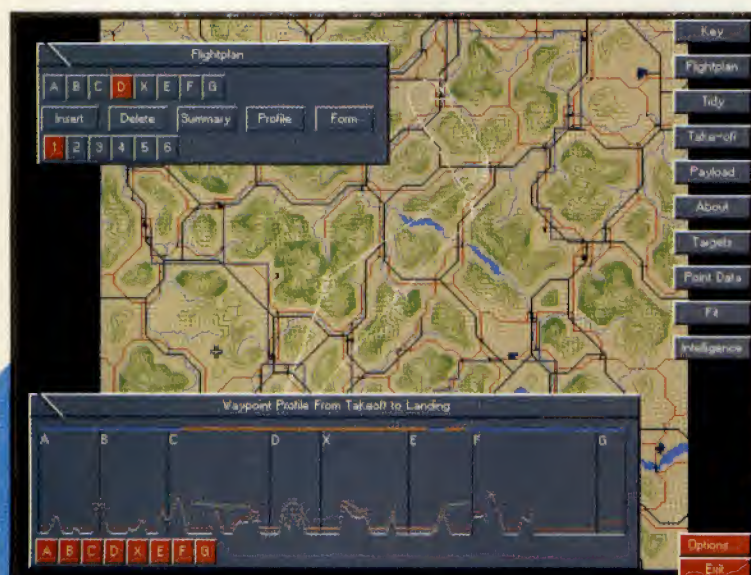 Flightplan
A B C D X E F G
Insert Delete Summary Profile Form
1 2 3 4 5 6
Key
Flightplan
Tidy
Take-off
Payload
About
Targets
Point Data
Fit
Intelligence
Waypoint Profile From Takeoff to Landing
A B C D X E F G
A B C D X E F G
Options
Exit